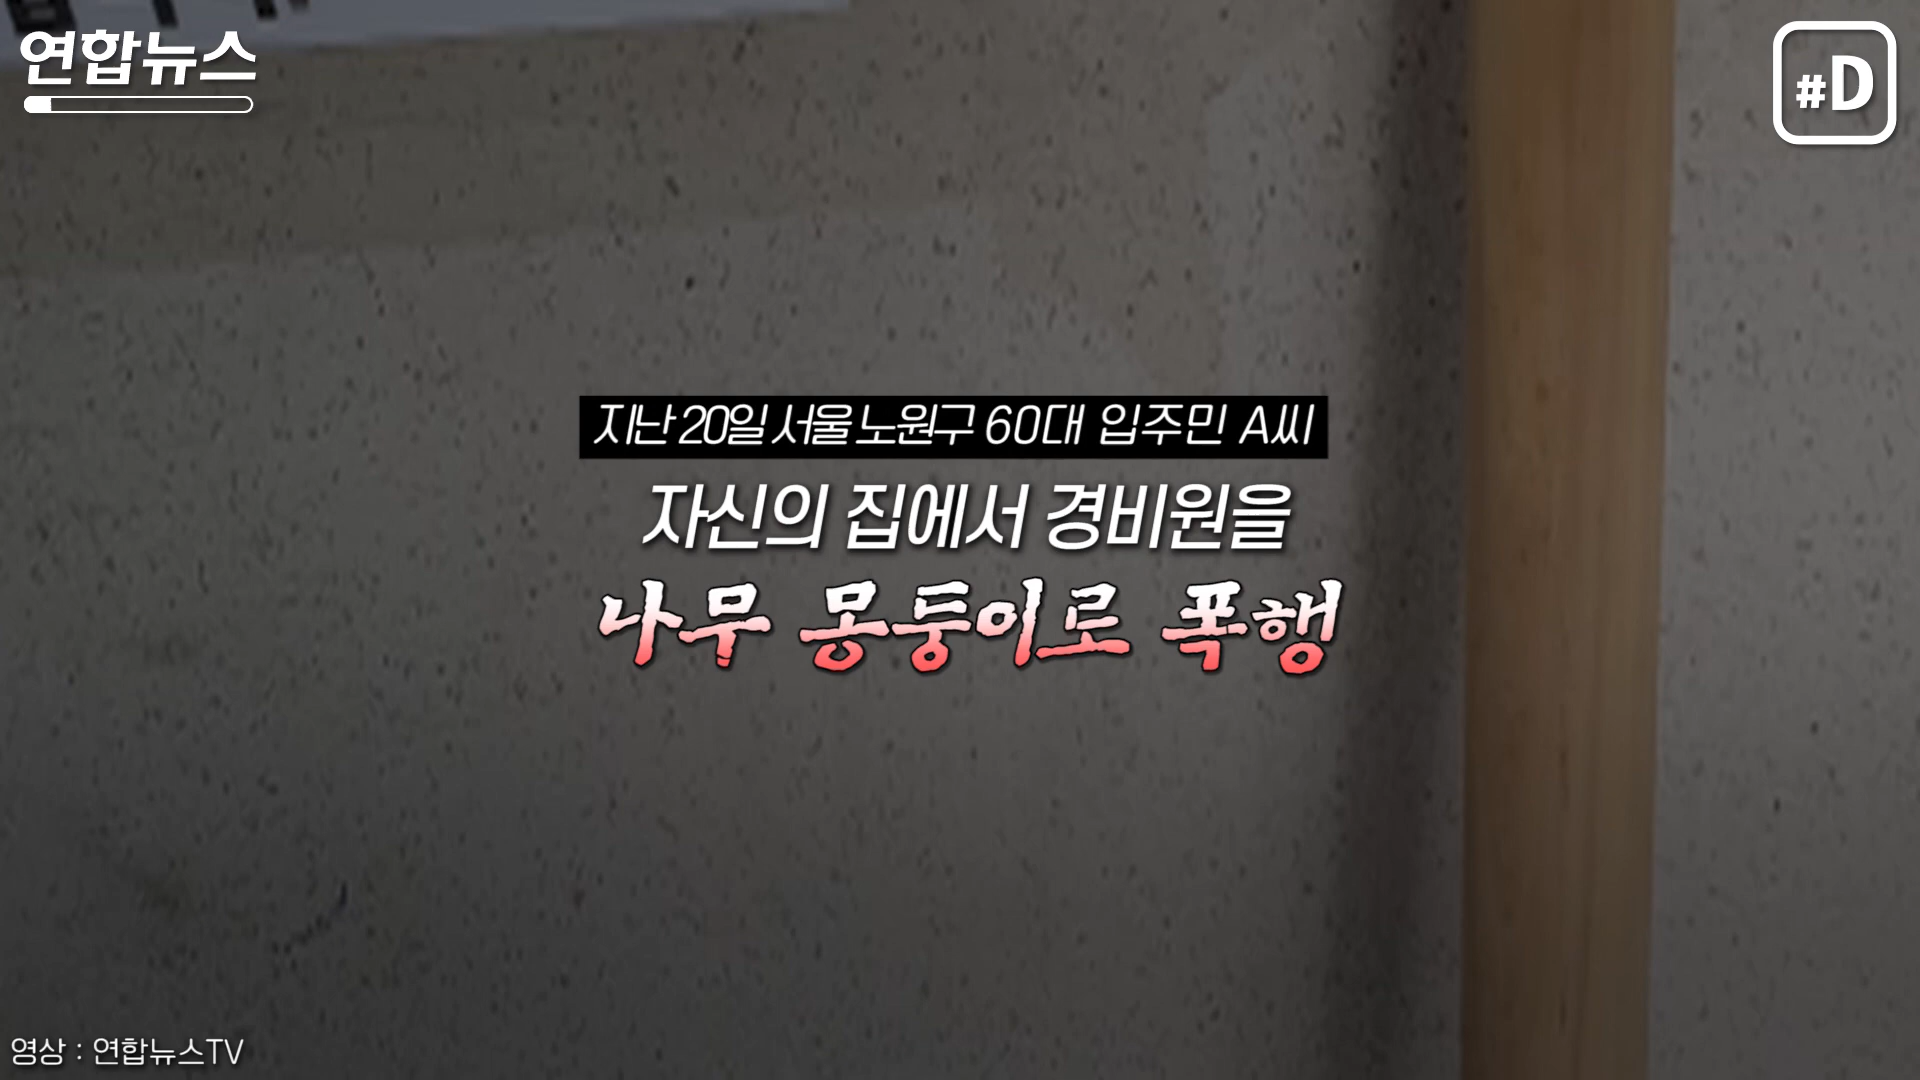 연합뉴스
#D
지난 20일 서울 노원구 60대 입주민 A씨
자신의 집에서 경비원을
나무 몽둥이로 폭행
영상 : 연합뉴스TV